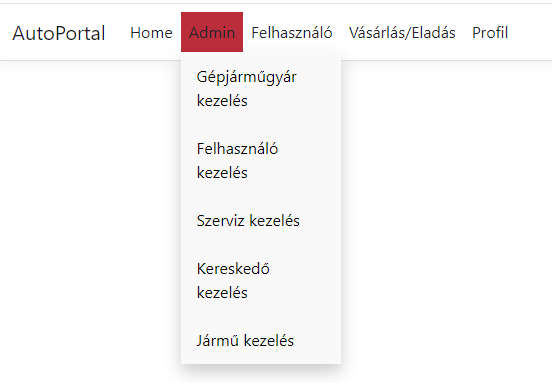 AutoPortal Home Admin Felhasználó Vásárlás/Eladás Profil
Gépjárműgyár
kezelés
Felhasználó
kezelés
Szerviz kezelés
Kereskedő
kezelés
Jármű kezelés